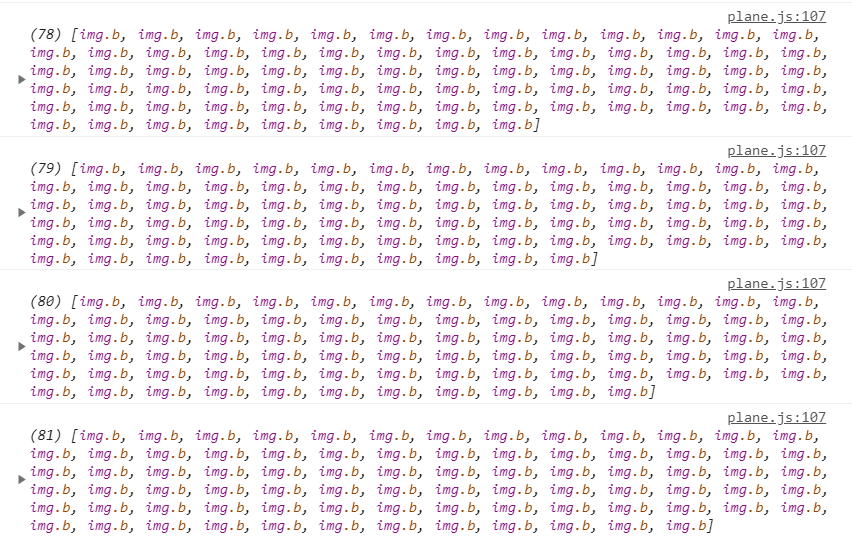 plane.js:107
(78) [img.b, img.b, img.b, img.b, img.b, img.b, img.b, img.b, img.b, img.b, img.b, img.b, img.b,
img.b, img.b, img.b, img.b, img.b, img.b, img.b, img.b, img.b, img.b, img.b, img.b, img.b, img.b,
img.b, img.b, img.b, img.b, img.b, img.b, img.b, img.b, img.b, img.b, img.b, img.b, img.b, img.b,
img.b, img.b, img.b, img.b, img.b, img.b, img.b, img.b, img.b, img.b, img.b, img.b, img.b, img.b,
img.b, img.b, img.b, img.b, img.b, img.b, img.b, img.b, img.b, img.b, img.b, img.b, img.b, img.b,
img.b, img.b, img.b, img.b, img.b, img.b, img.b, img.b, img.b]
plane.js:107
(79) [img.b, img.b, img.b, img.b, img.b, img.b, img.b, img.b, img.b, img.b, img.b, img.b, img.b,
img.b, img.b, img.b, img.b, img.b, img.b, img.b, img.b, img.b, img.b, img.b, img.b, img.b, img.b,
img.b, img.b, img.b, img.b, img.b, img.b, img.b, img.b, img.b, img.b, img.b, img.b, img.b, img.b,
img.b, img.b, img.b, img.b, img.b, img.b, img.b, img.b, img.b, img.b, img.b, img.b, img.b, img.b,
img.b, img.b, img.b, img.b, img.b, img.b, img.b, img.b, img.b, img.b, img.b, img.b, img.b, img.b,
img.b, img.b, img.b, img.b, img.b, img.b, img.b, img.b, img.b, img.b]
plane.js:107
(80) [img.b, img.b, img.b, img.b, img.b, img.b, img.b, img.b, img.b, img.b, img.b, img.b, img.b,
img.b, img.b, img.b, img.b, img.b, img.b, img.b, img.b, img.b, img.b, img.b, img.b, img.b, img.b,
img.b, img.b, img.b, img.b, img.b, img.b, img.b, img.b, img.b, img.b, img.b, img.b, img.b, img.b,
img.b, img.b, img.b, img.b, img.b, img.b, img.b, img.b, img.b, img.b, img.b, img.b, img.b, img.b,
img.b, img.b, img.b, img.b, img.b, img.b, img.b, img.b, img.b, img.b, img.b, img.b, img.b, img.b,
img.b, img.b, img.b, img.b, img.b, img.b, img.b, img.b, img.b, img.b, img.b]
plane.js:107
(81) [img.b, img.b, img.b, img.b, img.b, img.b, img.b, img.b, img.b, img.b, img.b, img.b, img.b,
img.b, img.b, img.b, img.b, img.b, img.b, img.b, img.b, img.b, img.b, img.b, img.b, img.b, img.b,
img.b, img.b, img.b, img.b, img.b, img.b, img.b, img.b, img.b, img.b, img.b, img.b, img.b, img.b,
img.b, img.b, img.b, img.b, img.b, img.b, img.b, img.b, img.b, img.b, img.b, img.b, img.b, img.b,
img.b, img.b, img.b, img.b, img.b, img.b, img.b, img.b, img.b, img.b, img.b, img.b, img.b, img.b,
img.b, img.b, img.b, img.b, img.b, img.b, img.b, img.b, img.b, img.b, img.b, img.b]